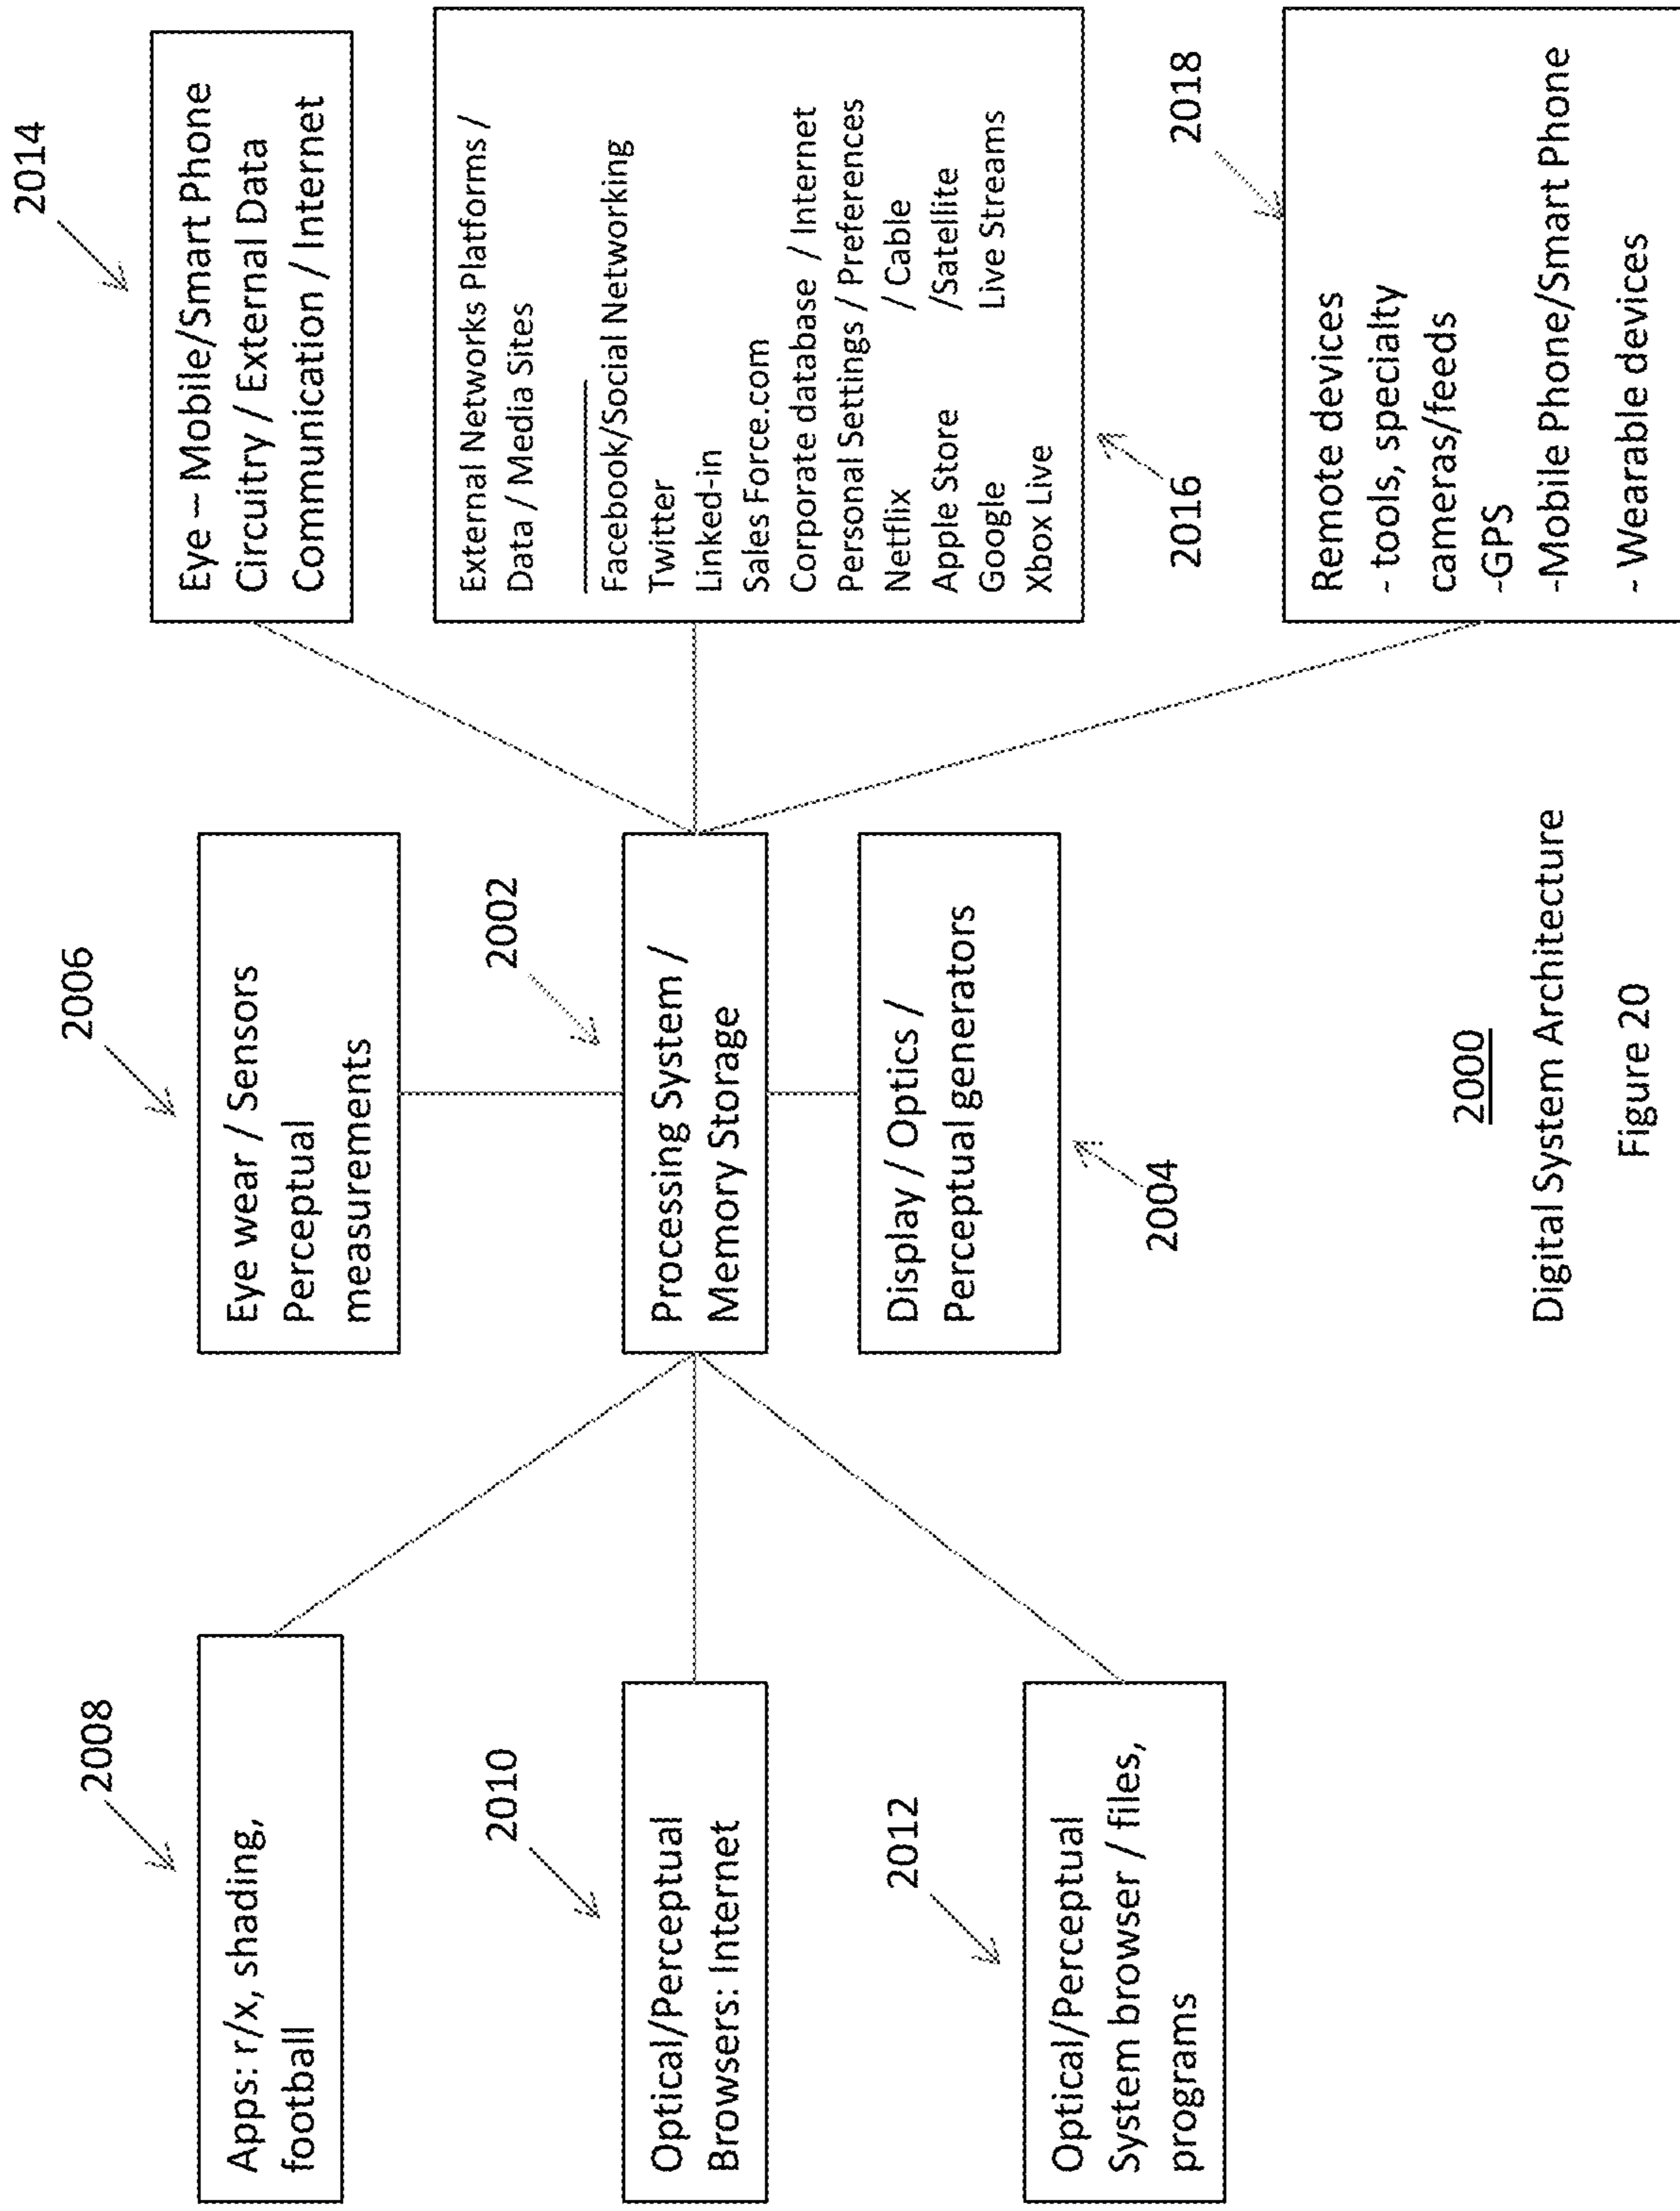 2008
Apps: r/x, shading,
football
2010
Optical/Perceptual
Browsers: Internet
2012
Optical/Perceptual
System browser / files,
programs
2006
Eye wear / Sensors
Perceptual
measurements
2002
Processing System /
Memory Storage
Display / Optics /
Perceptual generators
2004
2014
Eye – Mobile/Smart Phone
Circuitry / External Data
Communication / Internet
External Networks Platforms /
Data / Media Sites
Facebook/Social Networking
Twitter
Linked-in
Sales Force.com
Corporate database / Internet
Personal Settings / Preferences
Netflix / Cable
Apple Store /Satellite
Google Live Streams
Xbox Live
2016
2018
Remote devices
- tools, specialty
cameras/feeds
-GPS
-Mobile Phone/Smart Phone
- Wearable devices
2000
Digital System Architecture
Figure 20